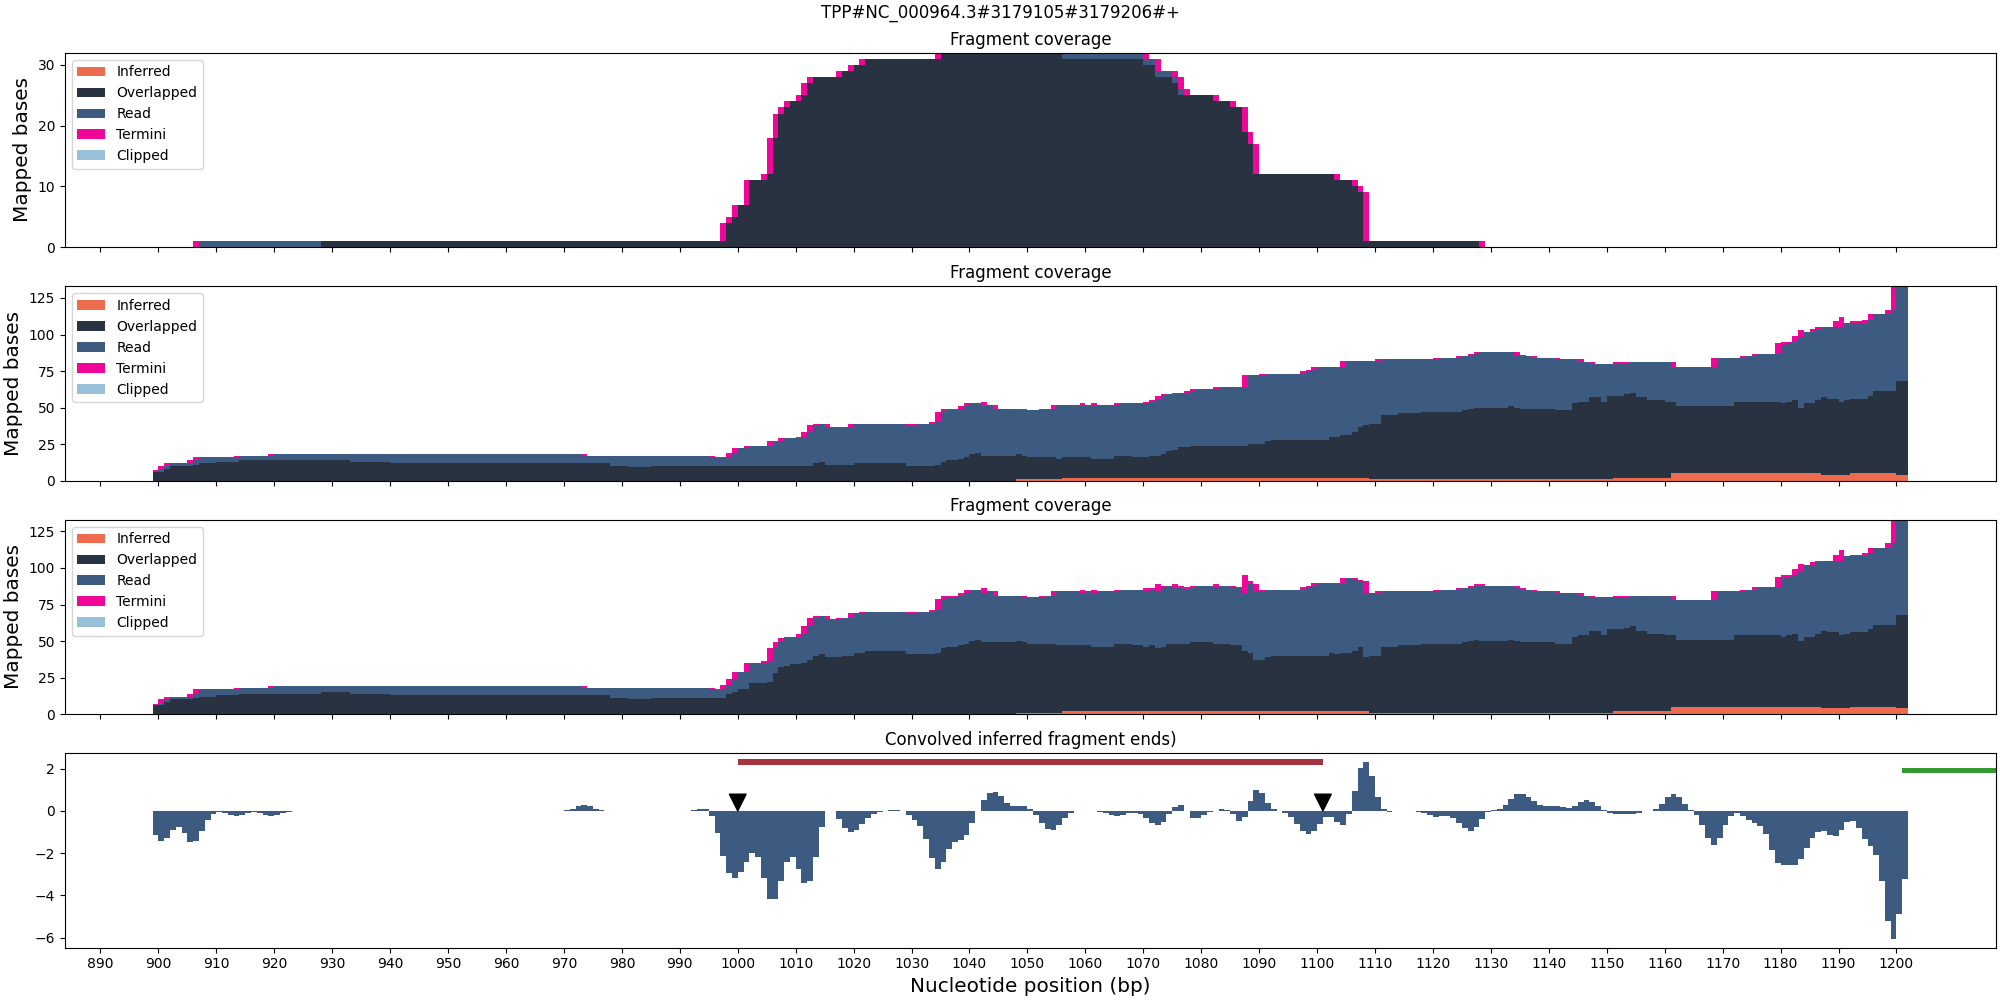 TPP#NC_000964.3#3179105#3179206#+
Fragment coverage
Mapped bases
30
20
10
0
Inferred
Overlapped
Read
Termini
Clipped
Fragment coverage
Mapped bases
125
100
75
50
25
0
Inferred
Overlapped
Read
Termini
Clipped
Fragment coverage
Mapped bases
125
100
75
50
25
0
Inferred
Overlapped
Read
Termini
Clipped
Convolved inferred fragment ends)
2
0
−2
−4
−6
890 900 910 920 930 940 950 960 970 980 990 1000 1010 1020 1030 1040 1050 1060 1070 1080 1090 1100 1110 1120 1130 1140 1150 1160 1170 1180 1190 1200
Nucleotide position (bp)